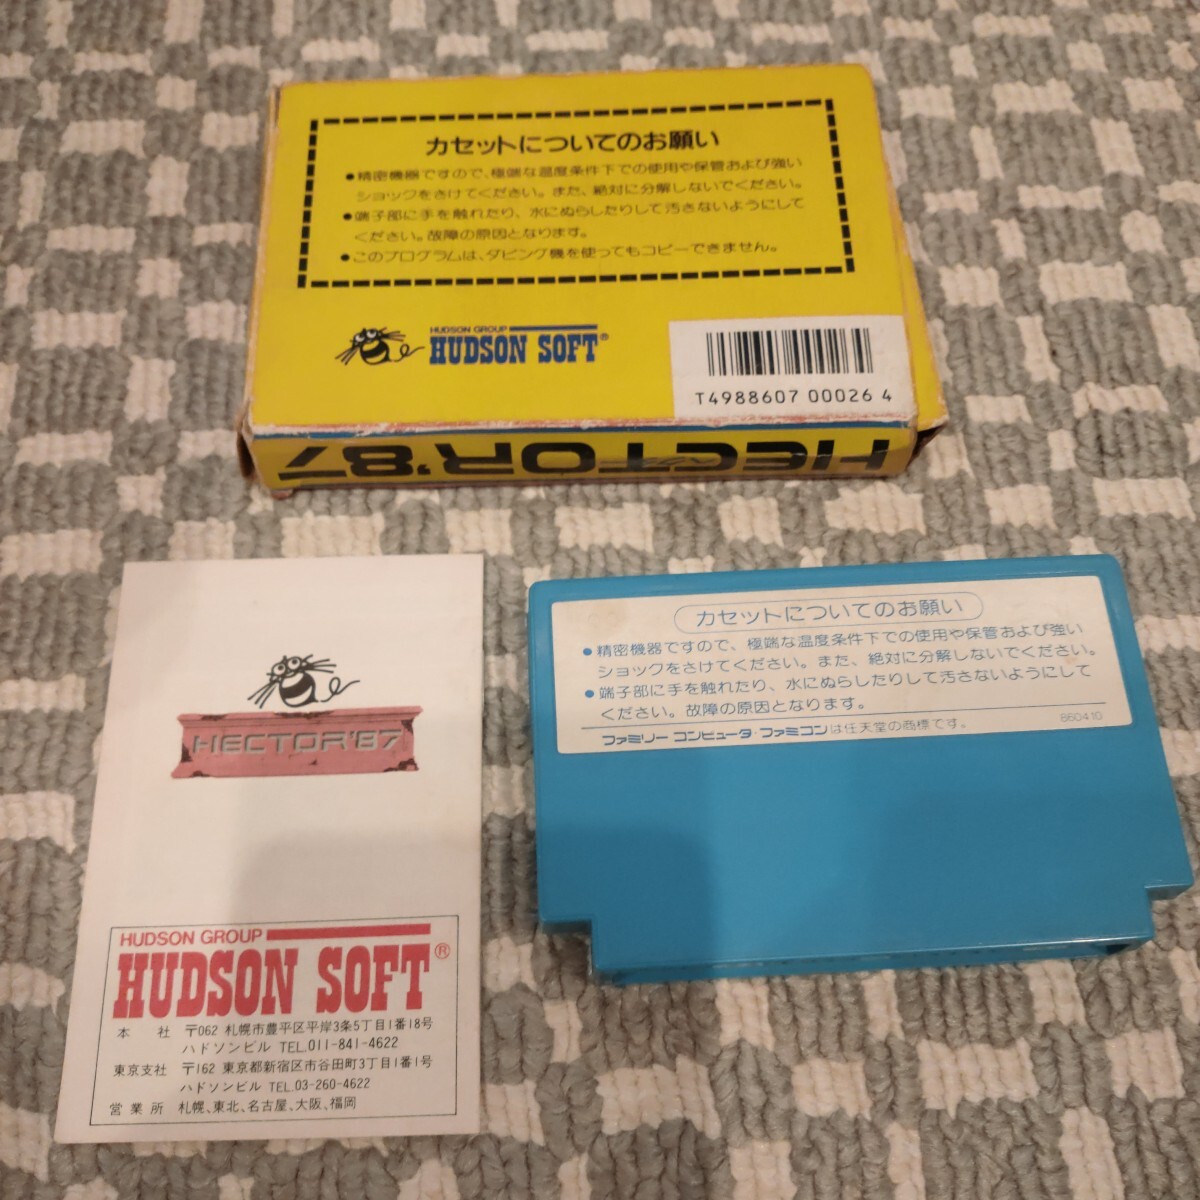 カセットについてのお願い
●精密機器ですので、極端な温度条件下での使用や保管および強い
ショックをさけてください。また、絶対に分解しないでください。
●端子部に手を触れたり、水にぬらしたりして汚さないようにして
ください。故障の原因となります。
●このプログラムは、ダビング機を使ってもコピーできません。
HUDSON GROUP
HUDSON SOFT®
T4988607 00026 4
HECTOR'87
HECTOR'87
HUDSON GROUP
HUDSON SOFT®
本 社 〒062 札幌市豊平区平岸3条5丁目1番18号
ハドソンビル TEL.011-841-4622
東京支社 〒162 東京都新宿区市谷田町3丁目1番1号
ハドソンビル TEL.03-260-4622
営業所 札幌、東北、名古屋、大阪、福岡
カセットについてのお願い
●精密機器ですので、極端な温度条件下での使用や保管および強い
ショックをさけてください。また、絶対に分解しないでください。
●端子部に手を触れたり、水にぬらしたりして汚さないようにして
ください。故障の原因となります。
ファミリーコンピュータ・ファミコンは任天堂の商標です。
860410